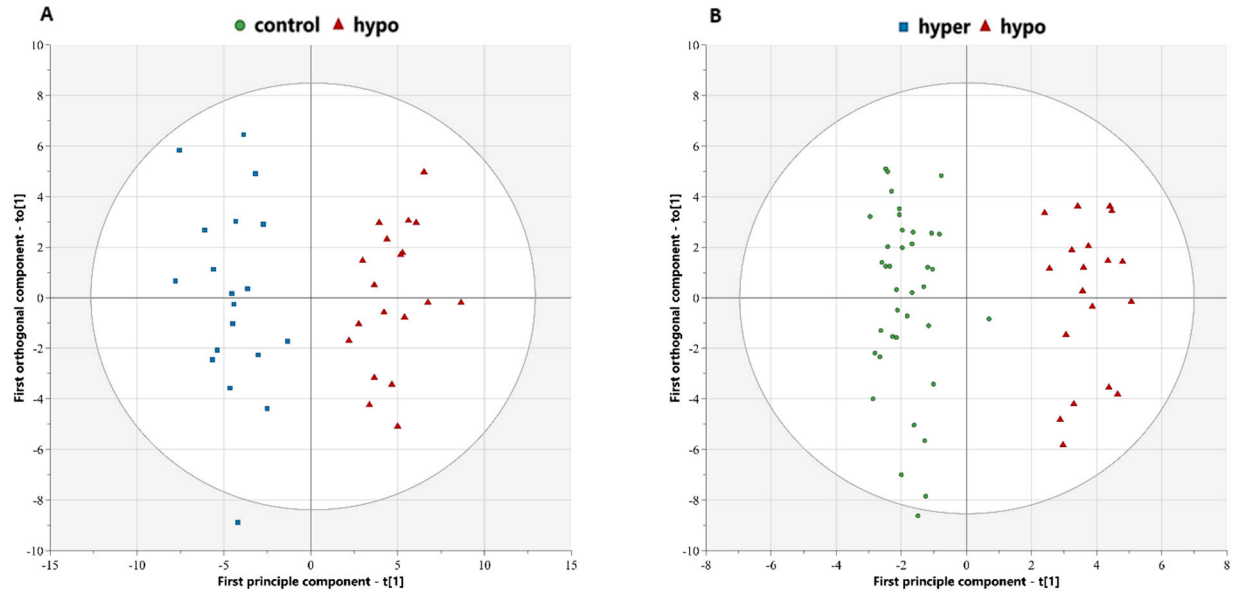 A
control hypo
10
8
6
4
2
0
-2
-4
-6
-8
-10
-15 -10 -5 0 5 10 15
First orthogonal component - to[1]
First principle component - t[1]
B
hyper hypo
10
8
6
4
2
0
-2
-4
-6
-8
-10
-8 -6 -4 -2 0 2 4 6 8
First orthogonal component - to[1]
First principle component - t[1]